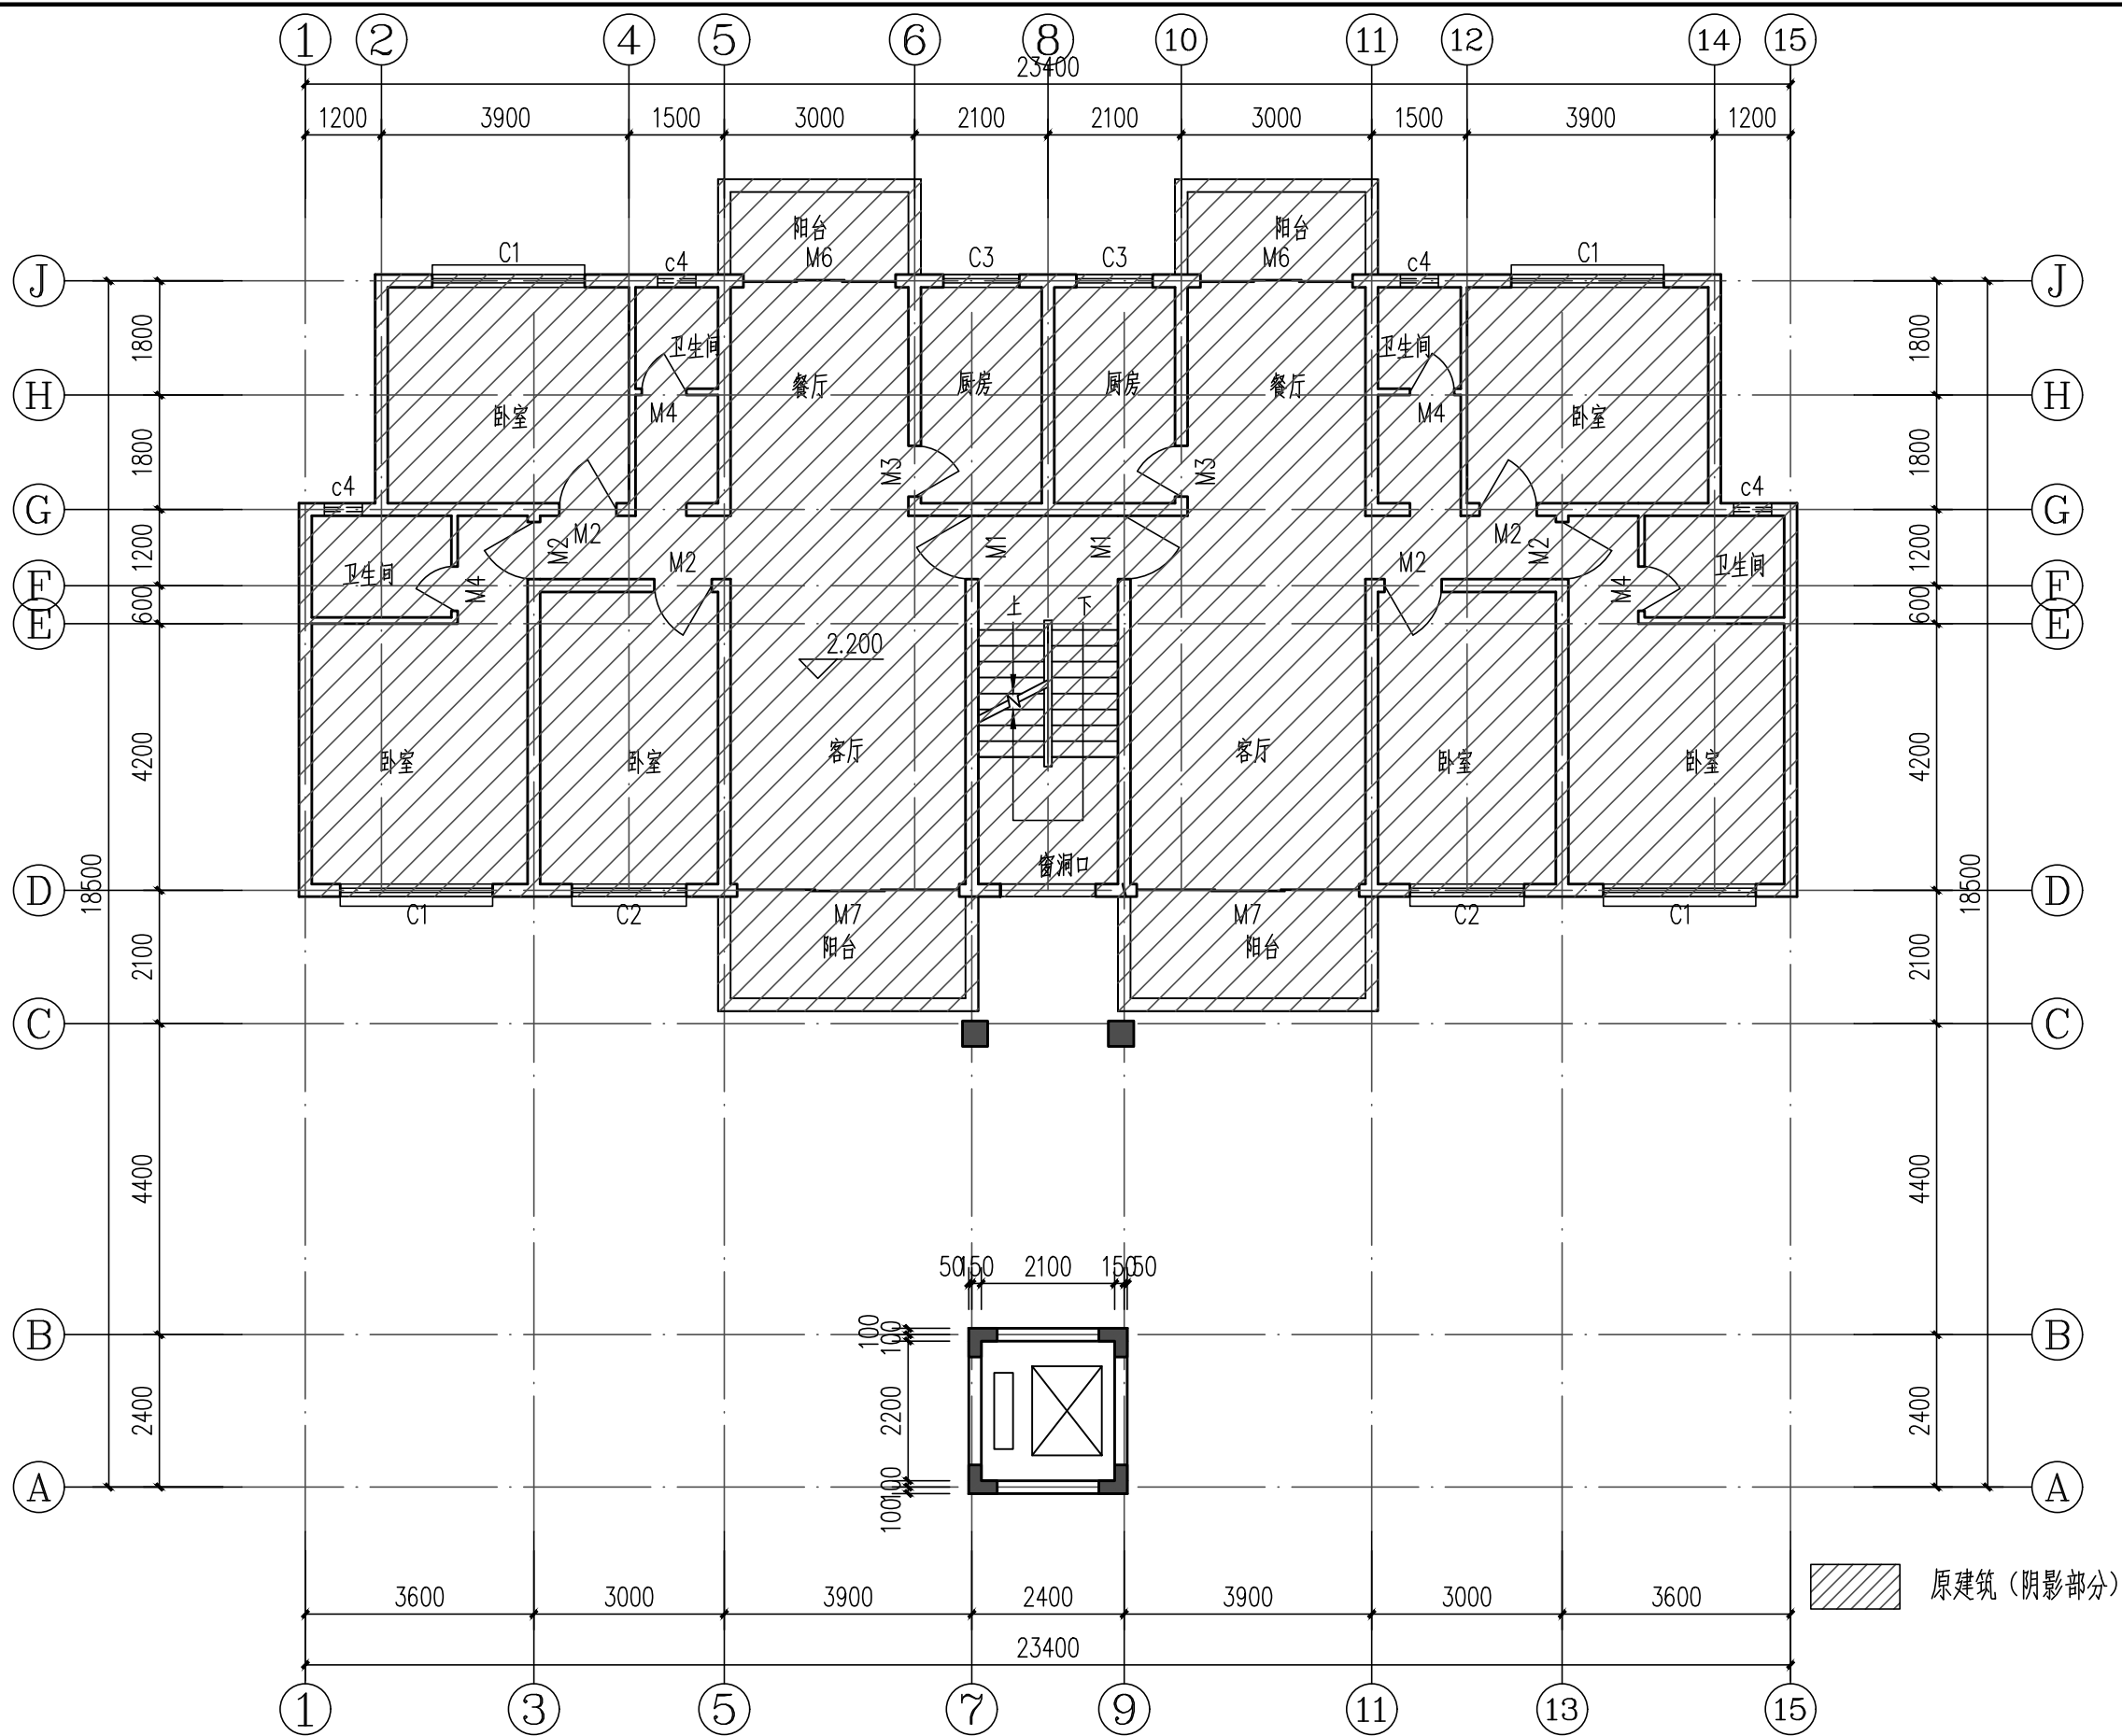 1 2 4 5 6 8 10 11 12 14 15
23400
1200 3900 1500 3000 2100 2100 3000 1500 3900 1200
阳台 阳台
C1 c4 M6 C3 C3 M6 c4 C1
J J
1800 1800
卫生间 卫生间
餐厅 厨房 厨房 餐厅
H H
卧室 M4 M4 卧室
1800 M3 M3 1800
c4 c4
G G
1200 M2 M2 M2 M1 M1 M2 M2 M2 1200
卫生间 M4 M4 卫生间
F F
600 600
上 下
E E
2.200
4200 卧室 卧室 客厅 客厅 卧室 卧室 4200
窗洞口
18500 18500
D D
C1 C2 M7 M7 C2 C1
阳台 阳台
2100 2100
C C
4400 4400
50 150 2100 150 50
100 100
B B
2400 2200 2400
100 100
A A
原建筑（阴影部分）
3600 3000 3900 2400 3900 3000 3600
23400
1 3 5 7 9 11 13 15